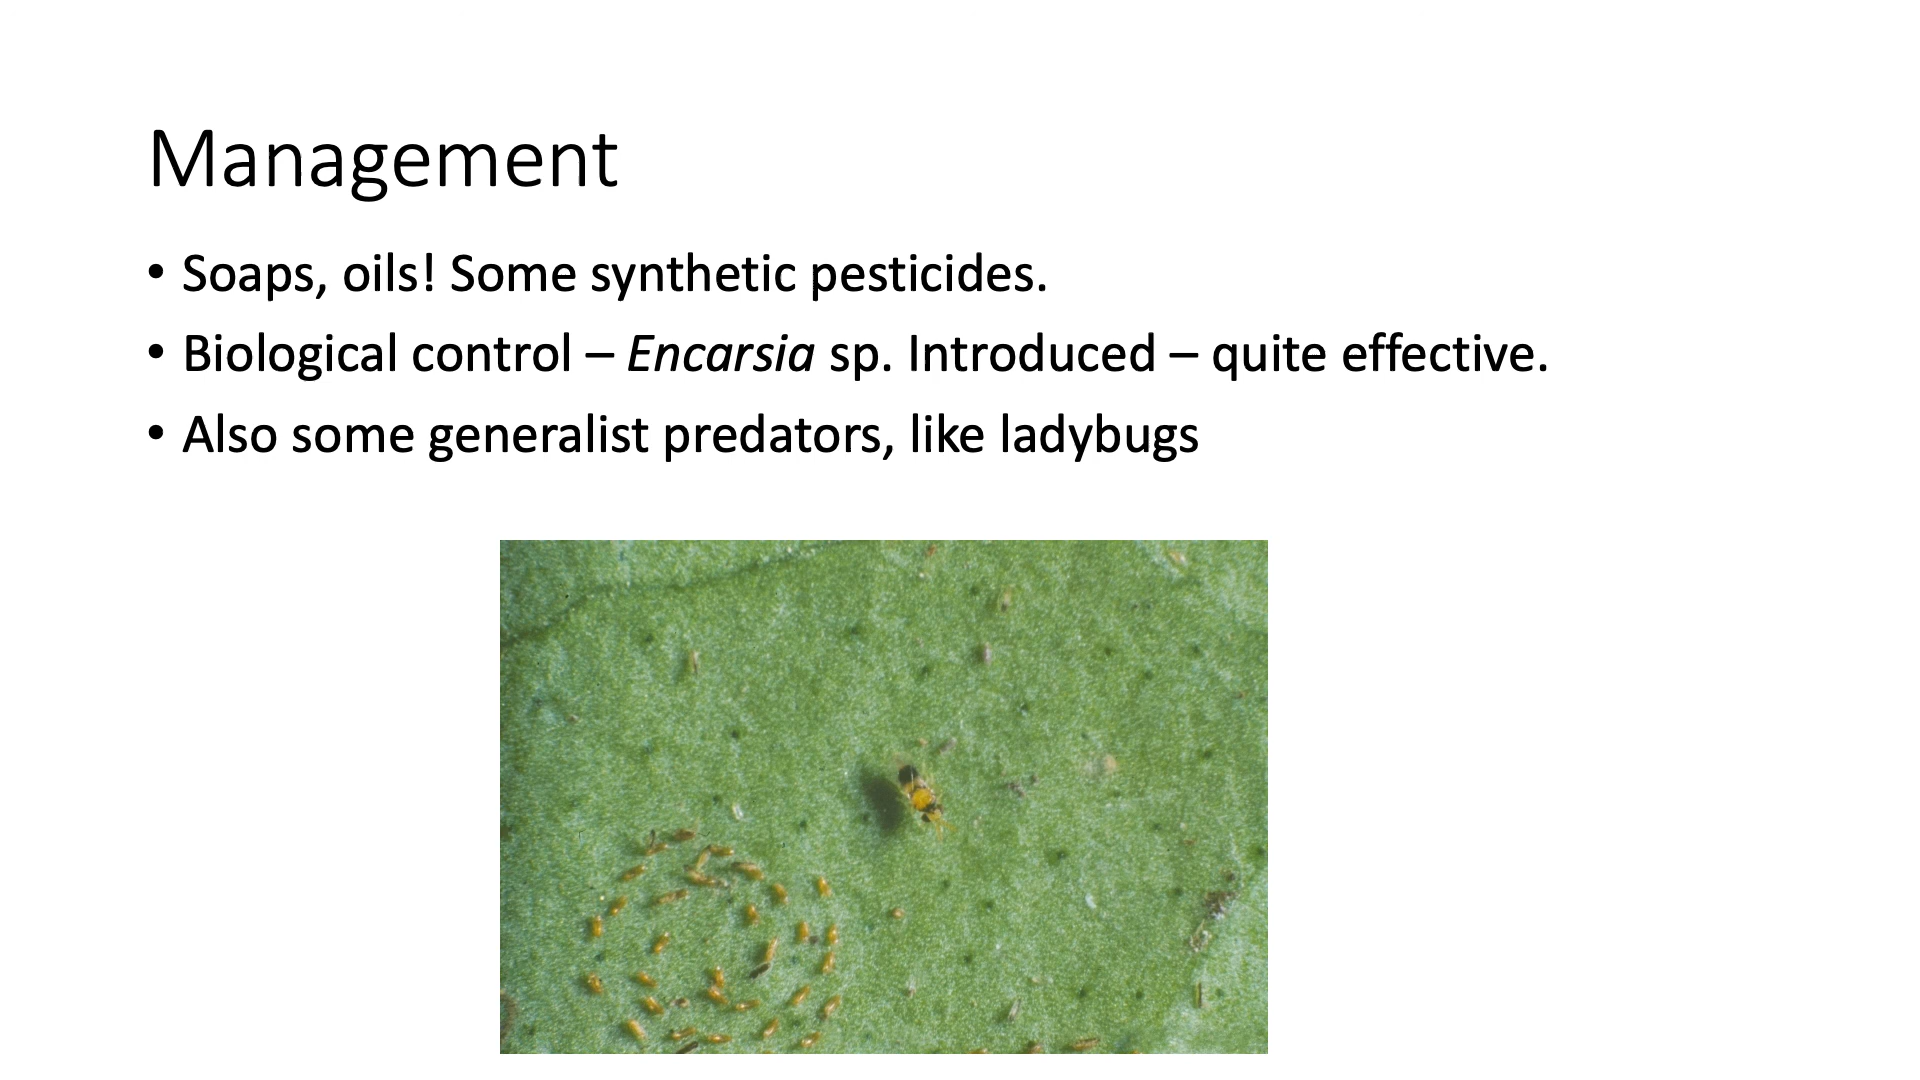 Management
• Soaps, oils! Some synthetic pesticides.
• Biological control – Encarsia sp. Introduced – quite effective.
• Also some generalist predators, like ladybugs